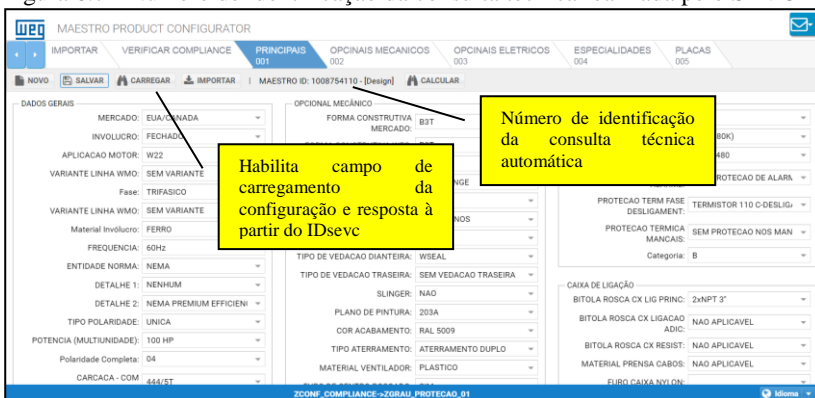 WEG MAESTRO PRODUCT CONFIGURATOR
IMPORTAR VERIFICAR COMPLIANCE PRINCIPAIS 001 OPCINAIS MECANICOS 002 OPCINAIS ELETRICOS 003 ESPECIALIDADES 004 PLACAS 005
NOVO SALVAR CARREGAR IMPORTAR | MAESTRO ID: 1008754110 - [Design] CALCULAR
DADOS GERAIS
MERCADO: EUA/CANADA
INVOLUCRO: FECHADO
APLICACAO MOTOR: W22
VARIANTE LINHA WMO: SEM VARIANTE
Fase: TRIFASICO
VARIANTE LINHA WMO: SEM VARIANTE
Material Invólucro: FERRO
FREQUENCIA: 60Hz
ENTIDADE NORMA: NEMA
DETALHE 1: NENHUM
DETALHE 2: NEMA PREMIUM EFFICIENI
TIPO POLARIDADE: UNICA
POTENCIA (MULTIUNIDADE): 100 HP
Polaridade Completa: 04
CARCACA - COM 444/5T
OPCIONAL MECÂNICO
FORMA CONSTRUTIVA MERCADO: B3T
NGE
NOS
TIPO DE VEDACAO DIANTEIRA: WSEAL
TIPO DE VEDACAO TRASEIRA: SEM VEDACAO TRASEIRA
SLINGER: NAO
PLANO DE PINTURA: 203A
COR ACABAMENTO: RAL 5009
TIPO ATERRAMENTO: ATERRAMENTO DUPLO
MATERIAL VENTILADOR: PLASTICO
Habilita campo de
carregamento da
configuração e resposta à
partir do IDsevc
Número de identificação
da consulta técnica
automática
80K)
480
ROTECAO DE ALARM
PROTECAO TERM FASE DESLIGAMENT: TERMISTOR 110 C-DESLIG
PROTECAO TERMICA MANCAIS: SEM PROTECAO NOS MAN
Categoria: B
CAIXA DE LIGAÇÃO
BITOLA ROSCA CX LIG PRINC: 2xNPT 3"
BITOLA ROSCA CX LIGACAO ADIC: NAO APLICAVEL
BITOLA ROSCA CX RESIST: NAO APLICAVEL
MATERIAL PRENSA CABOS: NAO APLICAVEL
FURO CAIXA NYLON:
ZCONF_COMPLIANCE->ZGRAU_PROTECAO_01
Idioma